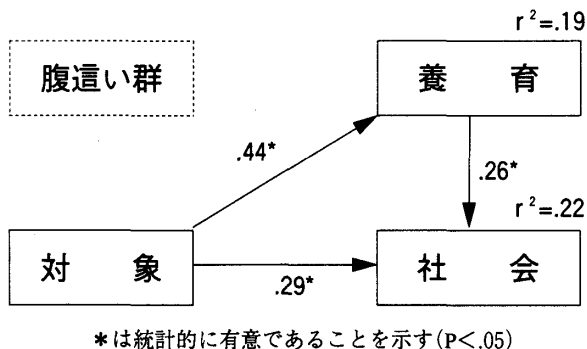 r²=.19
腹這い群
養 育
.44*
.26*
r²=.22
対 象
社 会
.29*
*は統計的に有意であることを示す(P<.05)